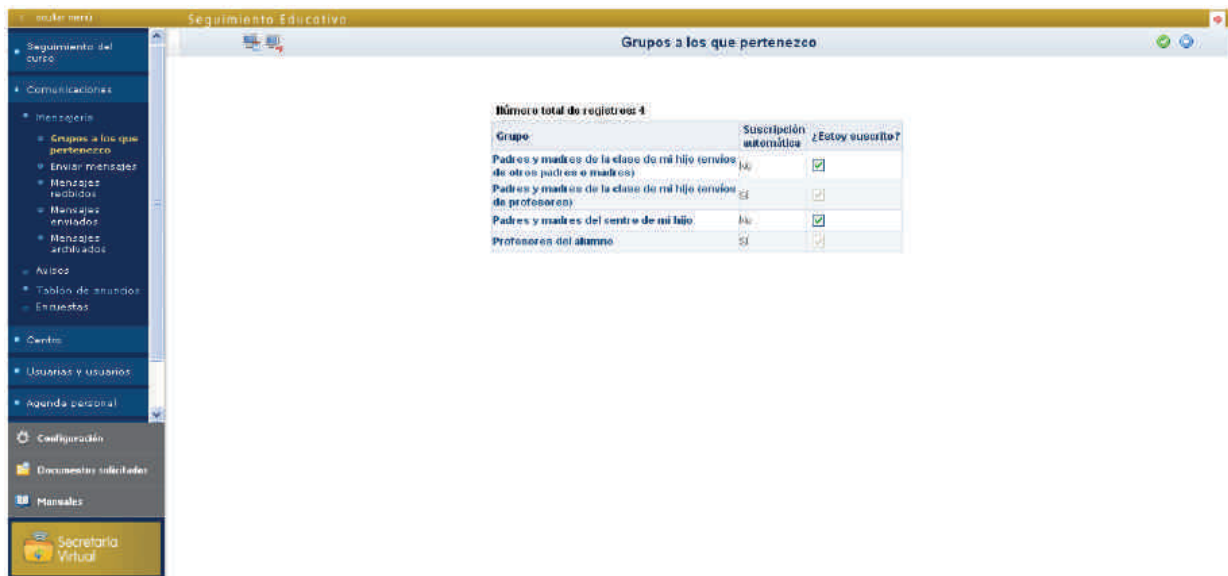 ocultar menú
Seguimiento Educativo
Grupos a los que pertenezco
Seguimiento del
curso
Comunicaciones
Mensajería
Grupos a los que
pertenezco
Enviar mensajes
Mensajes
recibidos
Mensajes
enviados
Mensajes
archivados
Avisos
Tablón de anuncios
Encuestas
Centro
Usuarias y usuarios
Agenda personal
Configuración
Documentos solicitados
Manuales
Secretaría
Virtual
Número total de registros: 4
Grupo Suscripción automática ¿Estoy suscrito?
Padres y madres de la clase de mi hijo (envíos
de otros padres o madres) No
Padres y madres de la clase de mi hijo (envíos
de profesores) Sí
Padres y madres del centro de mi hijo No
Profesores del alumno Sí